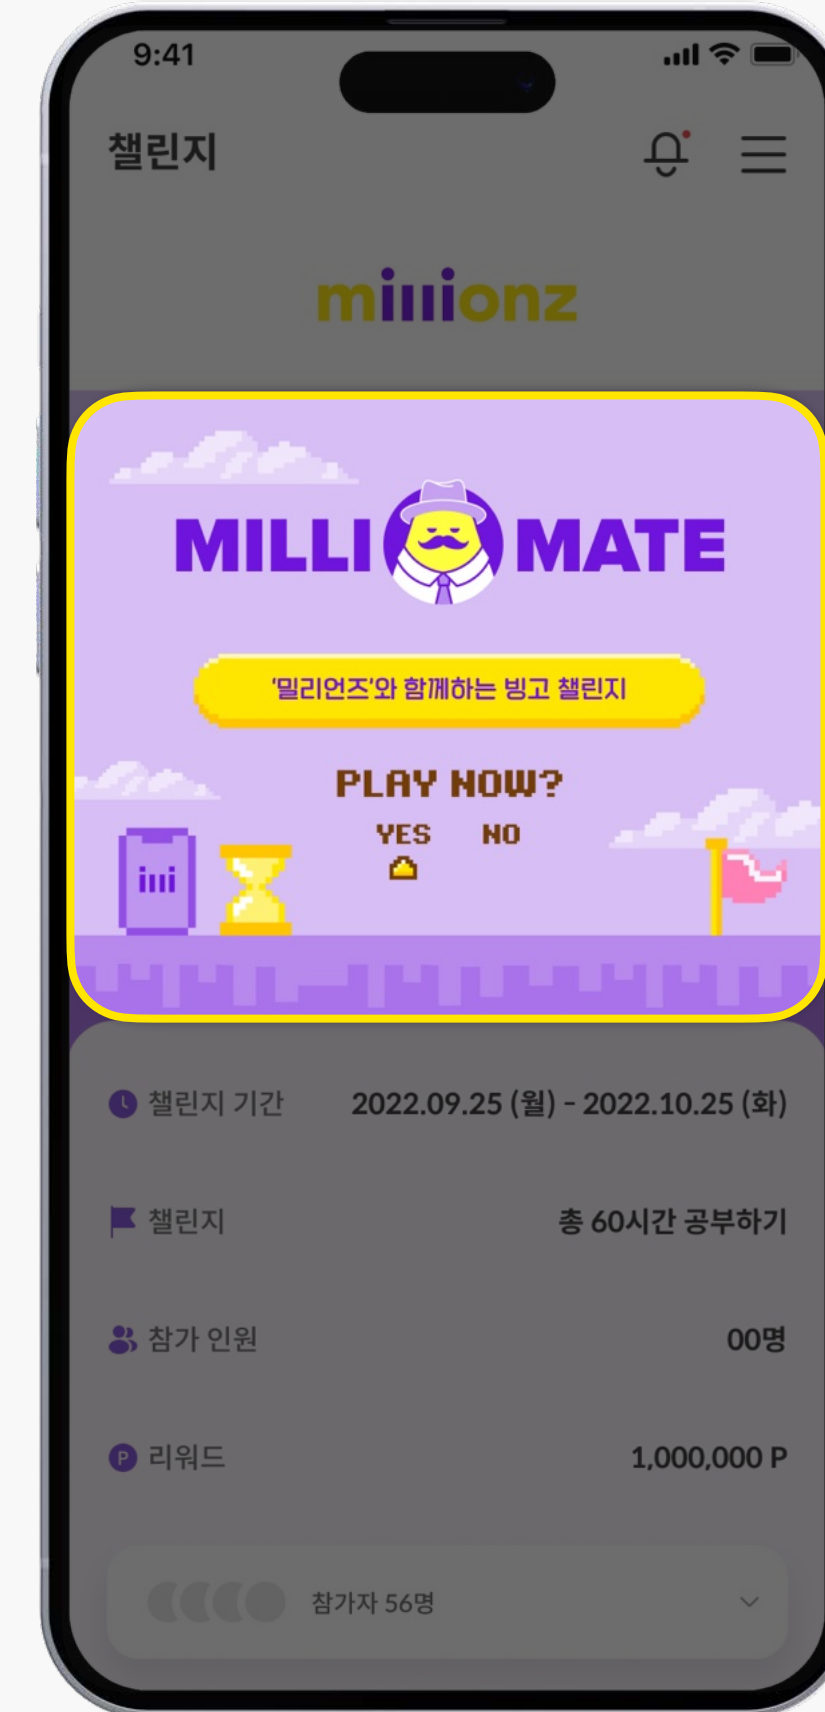 9:41
챌린지
millionz
MILLI MATE
'밀리언즈'와 함께하는 빙고 챌린지
PLAY NOW?
YES NO
illi
챌린지 기간 2022.09.25 (월) - 2022.10.25 (화)
챌린지 총 60시간 공부하기
참가 인원 00명
P 리워드 1,000,000 P
참가자 56명